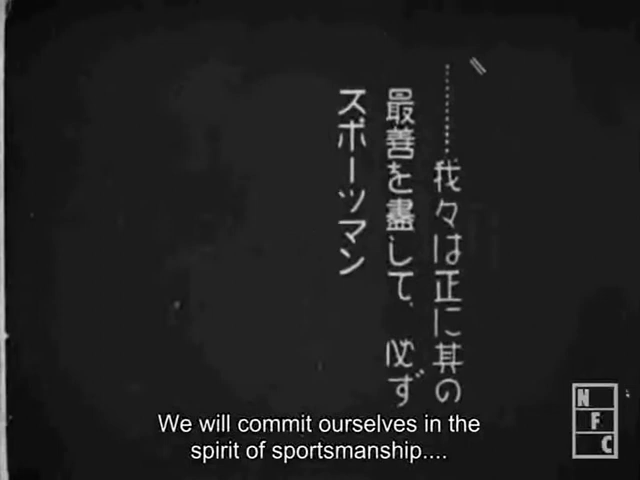 〝‥‥‥‥‥我々は正に其の
最善を盡して、必ず
スポーツマン
We will commit ourselves in the
spirit of sportsmanship....
N
F
C